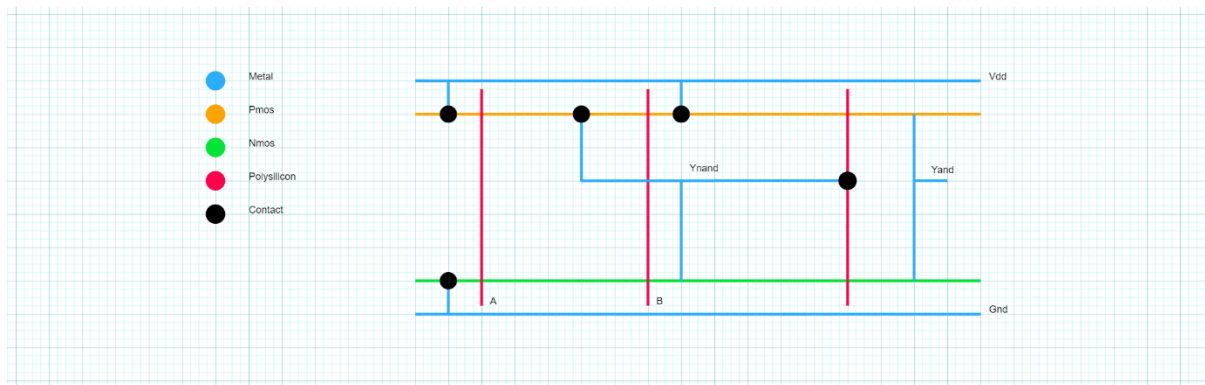 Metal
Pmos
Nmos
Polysilicon
Contact
Vdd
Ynand
Yand
A
B
Gnd